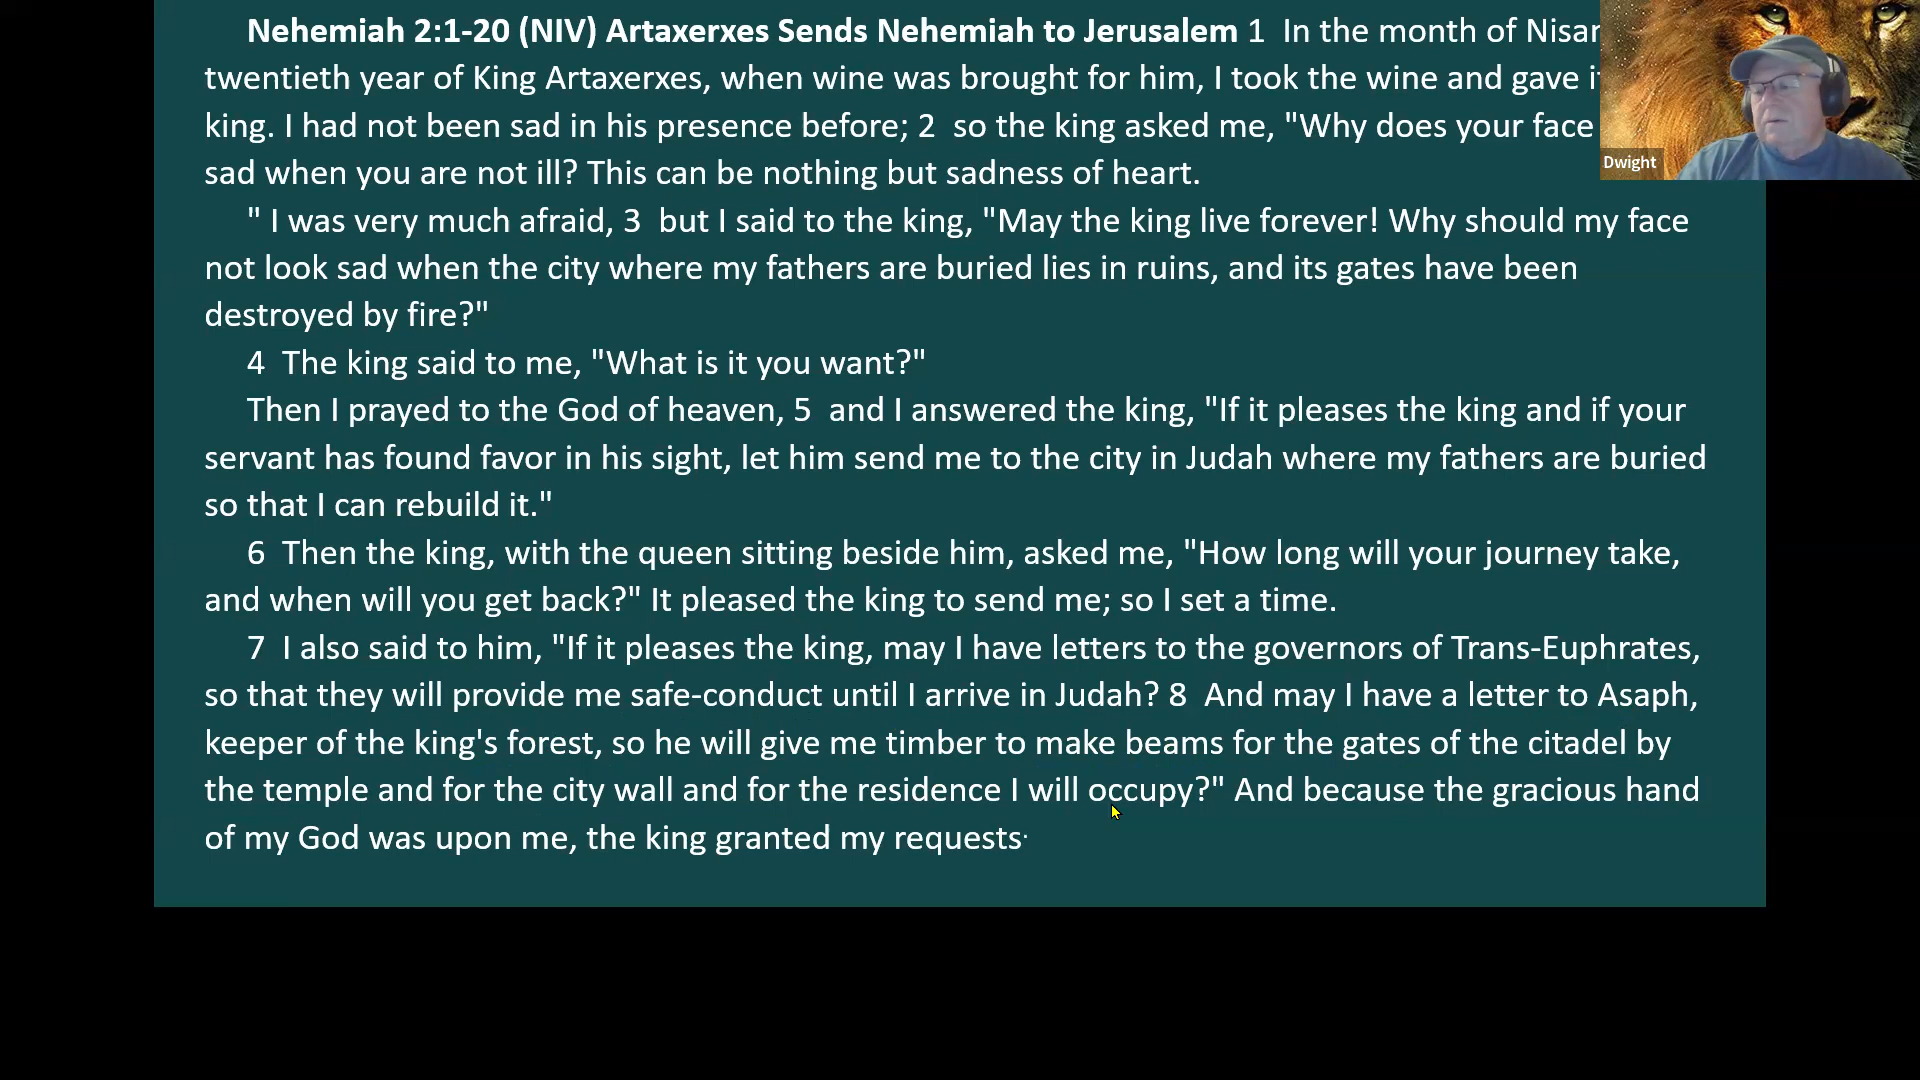 Nehemiah 2:1-20 (NIV) Artaxerxes Sends Nehemiah to Jerusalem 1 In the month of
twentieth year of King Artaxerxes, when wine was brought for him, I took the wine and gave
king. I had not been sad in his presence before; 2 so the king asked me, "Why does your face
sad when you are not ill? This can be nothing but sadness of heart.
" I was very much afraid, 3 but I said to the king, "May the king live forever! Why should my face
not look sad when the city where my fathers are buried lies in ruins, and its gates have been
destroyed by fire?"
4 The king said to me, "What is it you want?"
Then I prayed to the God of heaven, 5 and I answered the king, "If it pleases the king and if your
servant has found favor in his sight, let him send me to the city in Judah where my fathers are buried
so that I can rebuild it."
6 Then the king, with the queen sitting beside him, asked me, "How long will your journey take,
and when will you get back?" It pleased the king to send me; so I set a time.
7 I also said to him, "If it pleases the king, may I have letters to the governors of Trans-Euphrates,
so that they will provide me safe-conduct until I arrive in Judah? 8 And may I have a letter to Asaph,
keeper of the king's forest, so he will give me timber to make beams for the gates of the citadel by
the temple and for the city wall and for the residence I will occupy?" And because the gracious hand
of my God was upon me, the king granted my requests.
Dwight